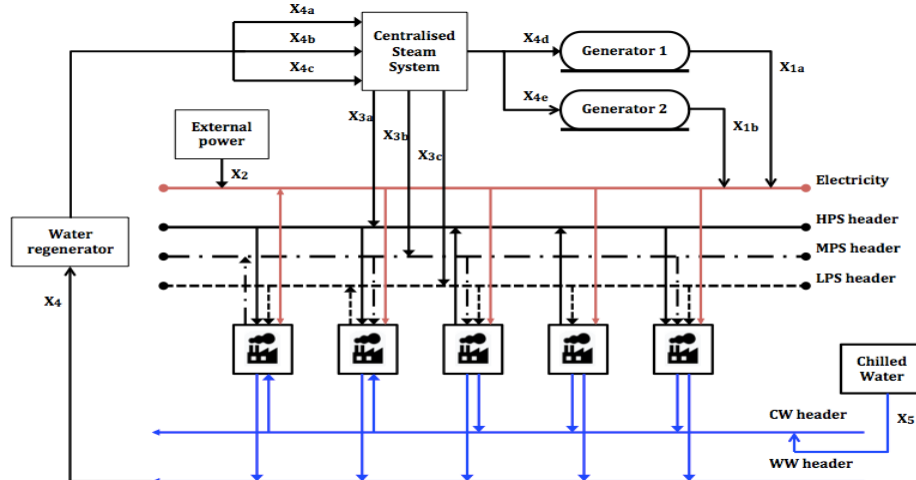 X4a
X4b
X4c
Centralised
Steam
System
X4d
Generator 1
X1a
X4e
Generator 2
X1b
X3a
X3b
X3c
External
power
X2
Electricity
HPS header
MPS header
LPS header
Water
regenerator
X4
Chilled
Water
X5
CW header
WW header